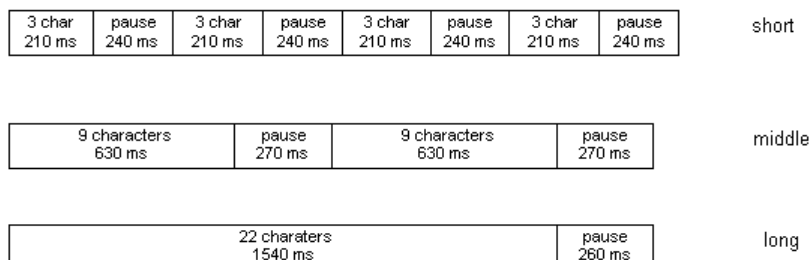 3 char pause 3 char pause 3 char pause 3 char pause short
210 ms 240 ms 210 ms 240 ms 210 ms 240 ms 210 ms 240 ms
9 characters pause 9 characters pause middle
630 ms 270 ms 630 ms 270 ms
22 charaters pause long
1540 ms 260 ms